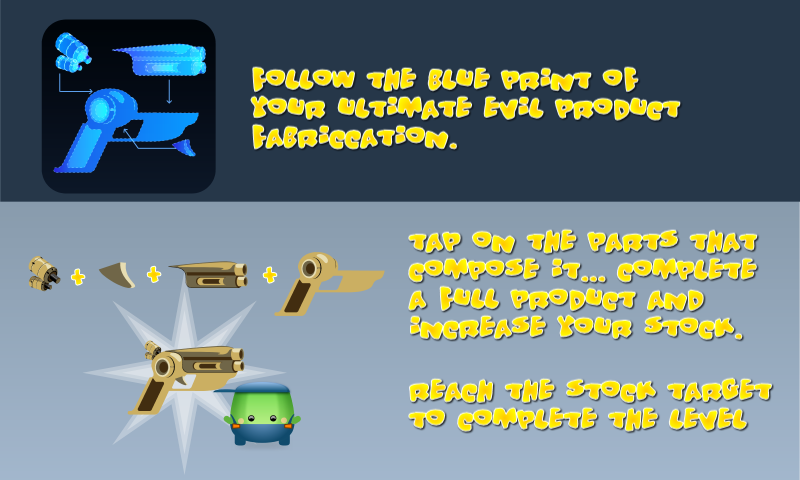 FOLLOW THE BLUE PRINT OF
YOUR ULTIMATE EVIL PRODUCT
FABRICCATION.
+ + +
TAP ON THE PARTS THAT
COMPOSE IT... COMPLETE
A FULL PRODUCT AND
INCREASE YOUR STOCK.
REACH THE STOCK TARGET
TO COMPLETE THE LEVEL